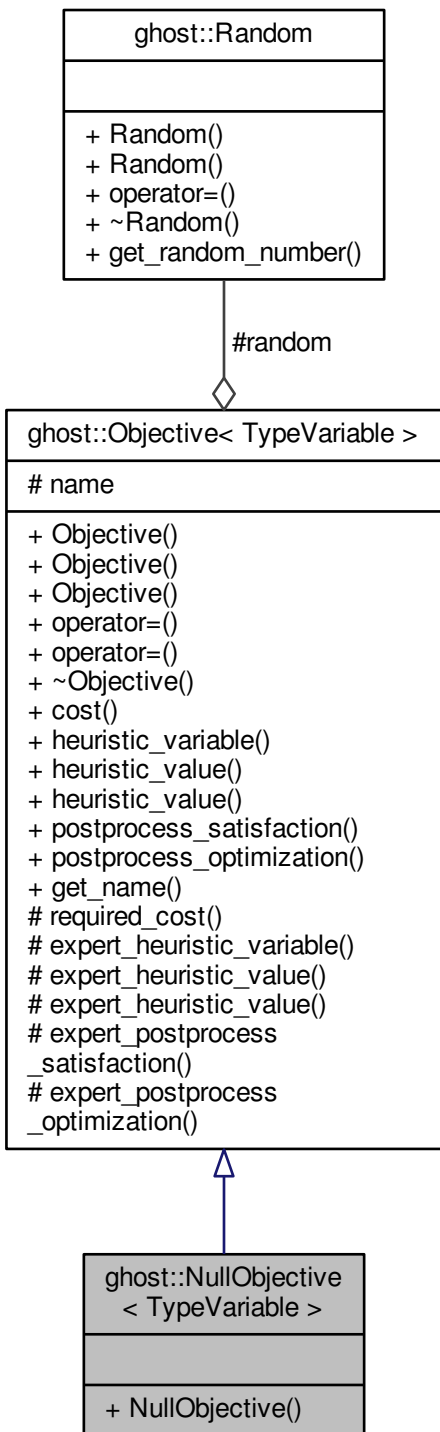 ghost::Random
+ Random()
+ Random()
+ operator=()
+ ~Random()
+ get_random_number()
#random
ghost::Objective< TypeVariable >
# name
+ Objective()
+ Objective()
+ Objective()
+ operator=()
+ operator=()
+ ~Objective()
+ cost()
+ heuristic_variable()
+ heuristic_value()
+ heuristic_value()
+ postprocess_satisfaction()
+ postprocess_optimization()
+ get_name()
# required_cost()
# expert_heuristic_variable()
# expert_heuristic_value()
# expert_heuristic_value()
# expert_postprocess
_satisfaction()
# expert_postprocess
_optimization()
ghost::NullObjective
< TypeVariable >
+ NullObjective()